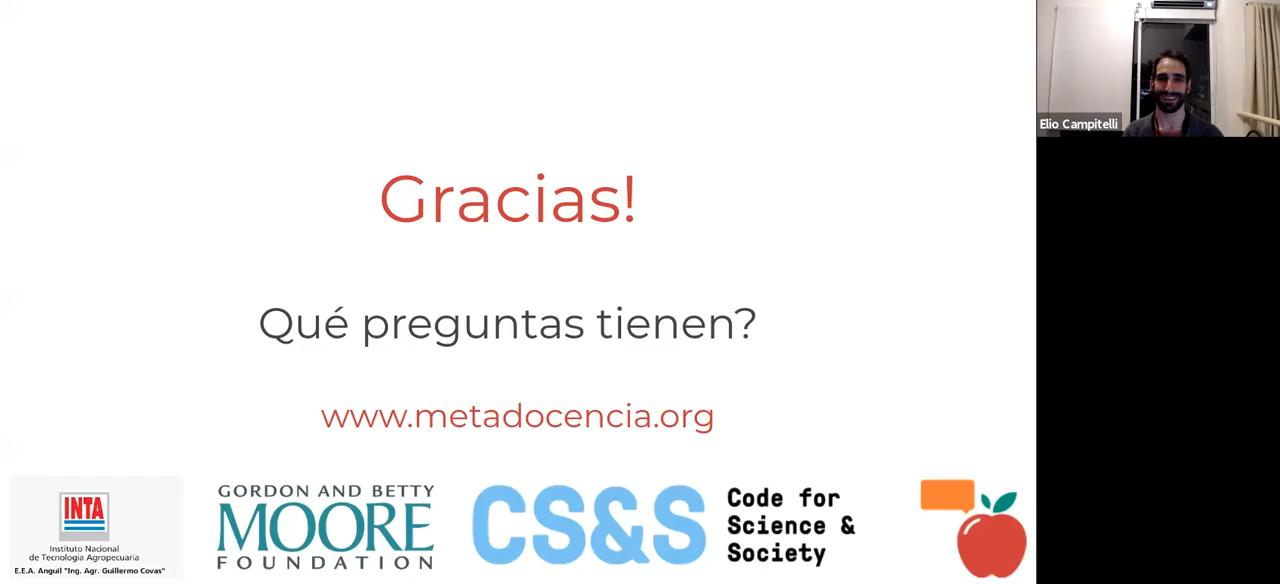 Gracias!
Qué preguntas tienen?
www.metadocencia.org
INTA
Instituto Nacional
de Tecnología Agropecuaria
E.E.A. Anguil "Ing. Agr. Guillermo Covas"
GORDON AND BETTY
MOORE
FOUNDATION
CS&S
Code for
Science &
Society
Elio Campitelli